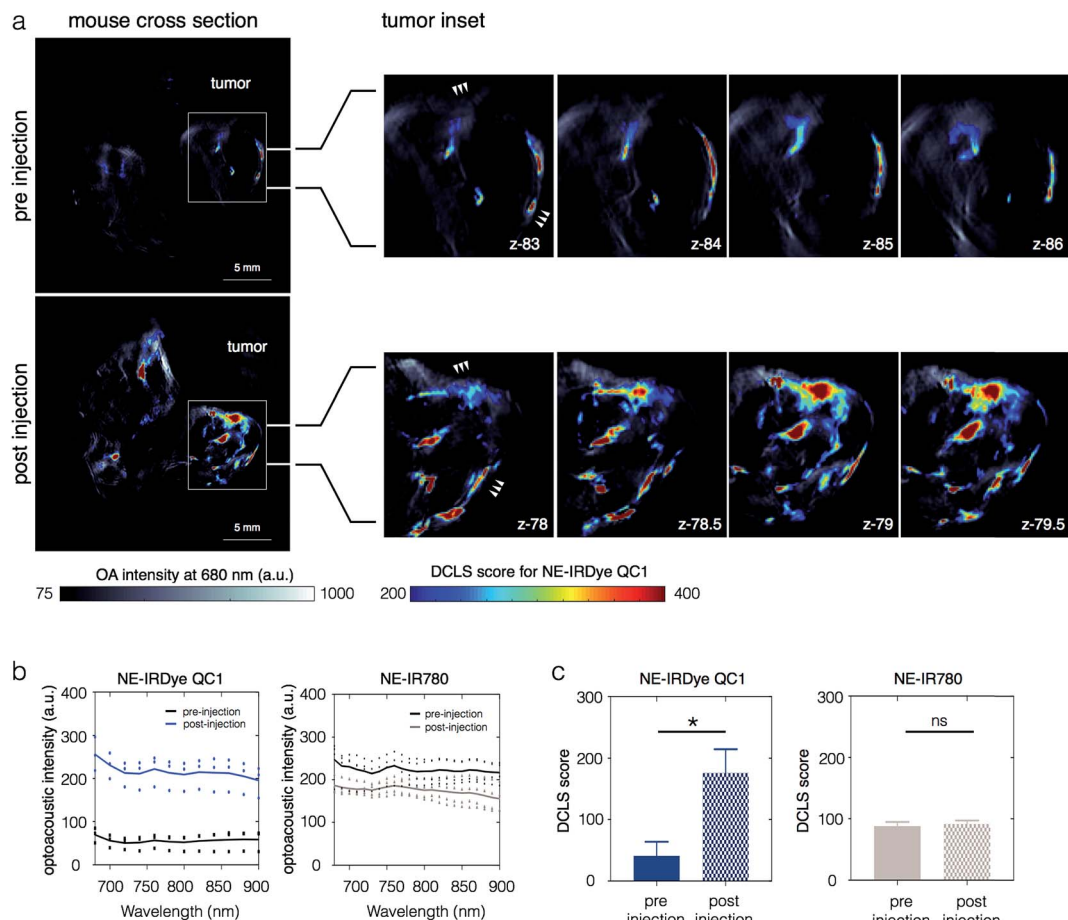 a
mouse cross section
tumor inset
pre injection
tumor
5 mm
z-83
z-84
z-85
z-86
post injection
tumor
5 mm
z-78
z-78.5
z-79
z-79.5
OA intensity at 680 nm (a.u.)
75
1000
DCLS score for NE-IRDye QC1
200
400
b
NE-IRDye QC1
optoacoustic intensity (a.u.)
400
300
200
100
0
pre-injection
post-injection
700 750 800 850 900
Wavelength (nm)
NE-IR780
optoacoustic intensity (a.u.)
400
300
200
100
0
pre-injection
post-injection
700 750 800 850 900
Wavelength (nm)
c
NE-IRDye QC1
DCLS score
300
200
100
0
*
pre
injection
post
injection
NE-IR780
DCLS score
300
200
100
0
ns
pre
injection
post
injection